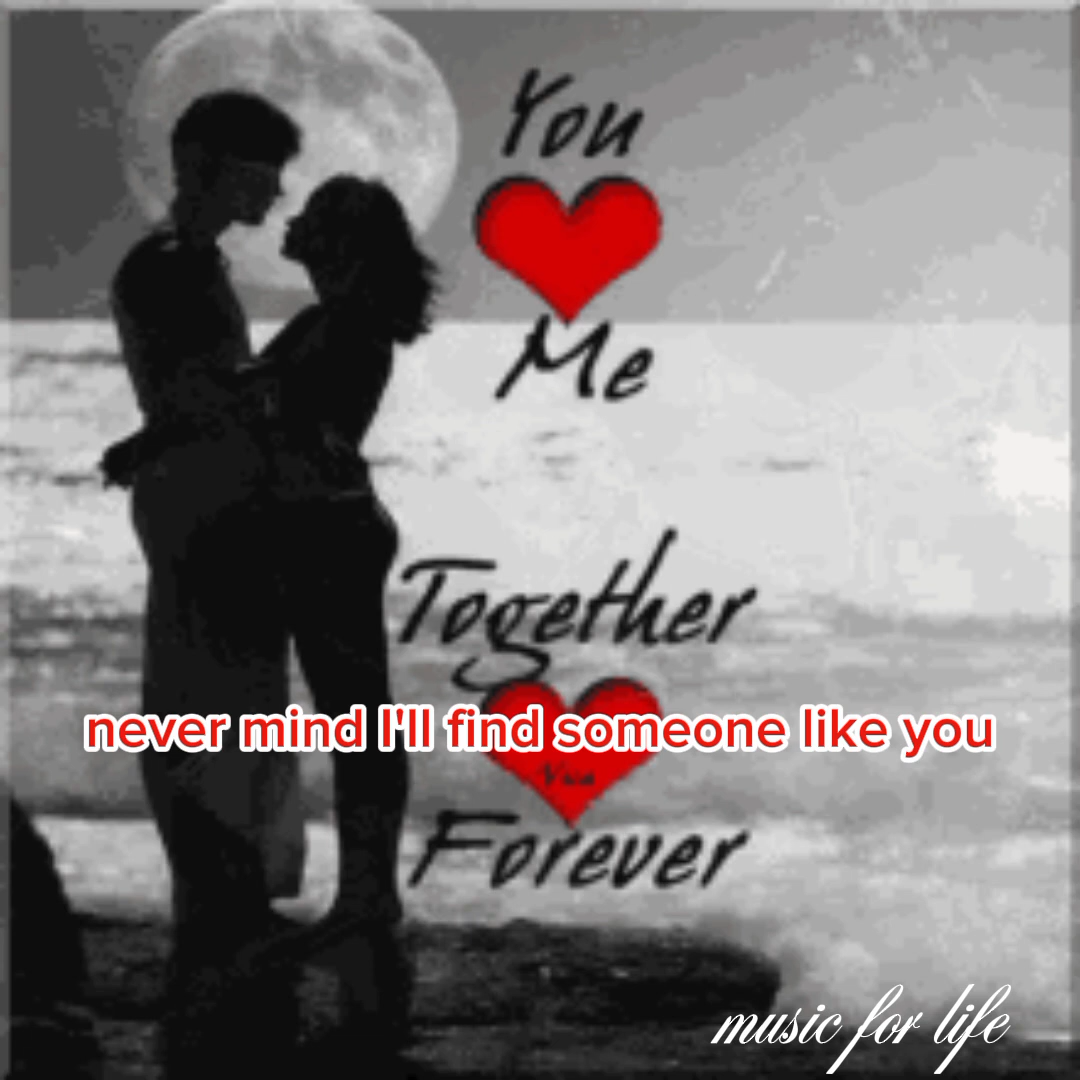 You
Me
Together
never mind I'll find someone like you
Forever
music for life